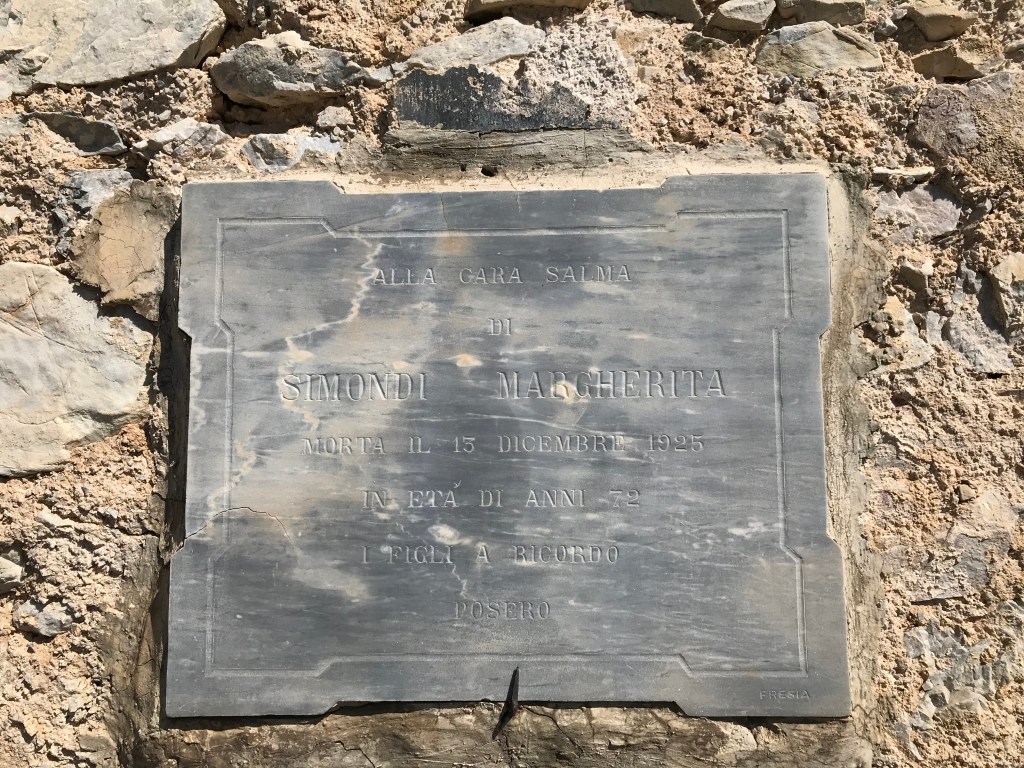 ALLA CARA SALMA
DI
SIMONDI MARGHERITA
MORTA IL 13 DICEMBRE 1925
IN ETÁ DI ANNI 72
I FIGLI A RICORDO
POSERO
FRESIA